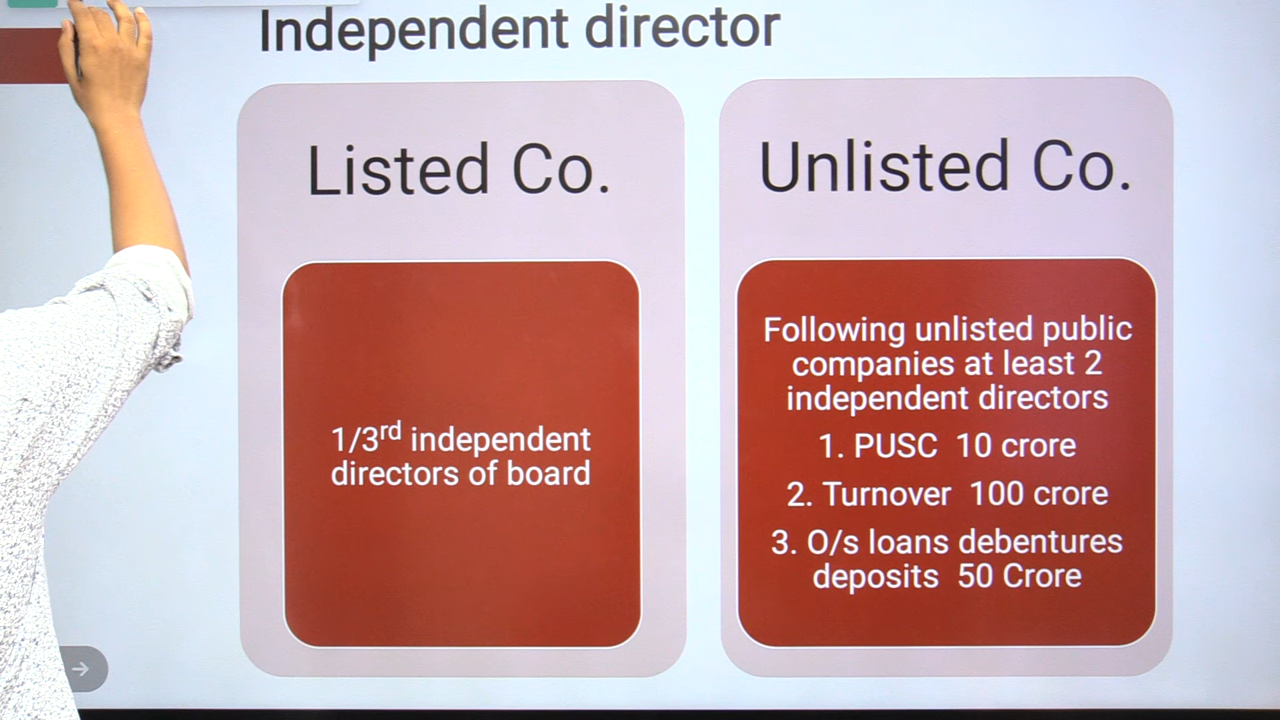 Independent director
Listed Co.
1/3rd independent
directors of board
Unlisted Co.
Following unlisted public
companies at least 2
independent directors
1. PUSC 10 crore
2. Turnover 100 crore
3. O/s loans debentures
deposits 50 Crore